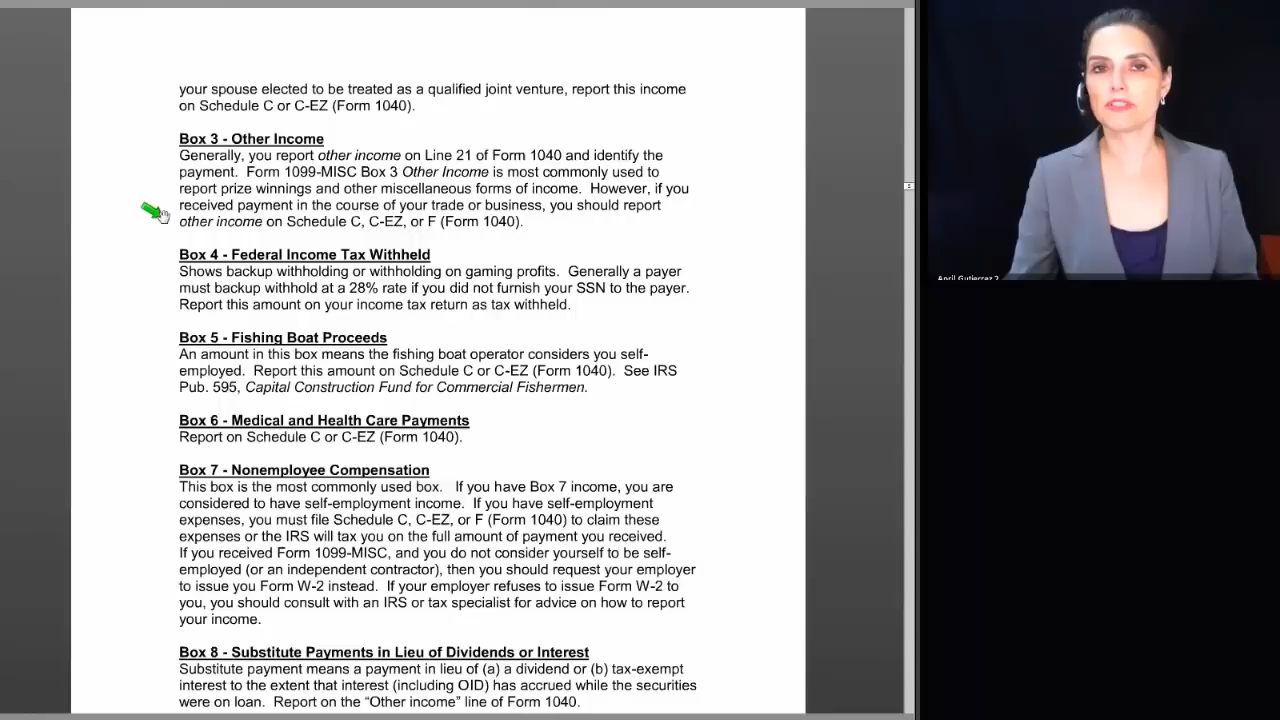 your spouse elected to be treated as a qualified joint venture, report this income
on Schedule C or C-EZ (Form 1040).
Box 3 - Other Income
Generally, you report other income on Line 21 of Form 1040 and identify the
payment.  Form 1099-MISC Box 3 Other Income is most commonly used to
report prize winnings and other miscellaneous forms of income.  However, if you
received payment in the course of your trade or business, you should report
other income on Schedule C, C-EZ, or F (Form 1040).
Box 4 - Federal Income Tax Withheld
Shows backup withholding or withholding on gaming profits.  Generally a payer
must backup withhold at a 28% rate if you did not furnish your SSN to the payer.
Report this amount on your income tax return as tax withheld.
Box 5 - Fishing Boat Proceeds
An amount in this box means the fishing boat operator considers you self-
employed.  Report this amount on Schedule C or C-EZ (Form 1040).  See IRS
Pub. 595, Capital Construction Fund for Commercial Fishermen.
Box 6 - Medical and Health Care Payments
Report on Schedule C or C-EZ (Form 1040).
Box 7 - Nonemployee Compensation
This box is the most commonly used box.   If you have Box 7 income, you are
considered to have self-employment income.  If you have self-employment
expenses, you must file Schedule C, C-EZ, or F (Form 1040) to claim these
expenses or the IRS will tax you on the full amount of payment you received.
If you received Form 1099-MISC, and you do not consider yourself to be self-
employed (or an independent contractor), then you should request your employer
to issue you Form W-2 instead.  If your employer refuses to issue Form W-2 to
you, you should consult with an IRS or tax specialist for advice on how to report
your income.
Box 8 - Substitute Payments in Lieu of Dividends or Interest
Substitute payment means a payment in lieu of (a) a dividend or (b) tax-exempt
interest to the extent that interest (including OID) has accrued while the securities
were on loan.  Report on the “Other income” line of Form 1040.
April Gutierrez 2